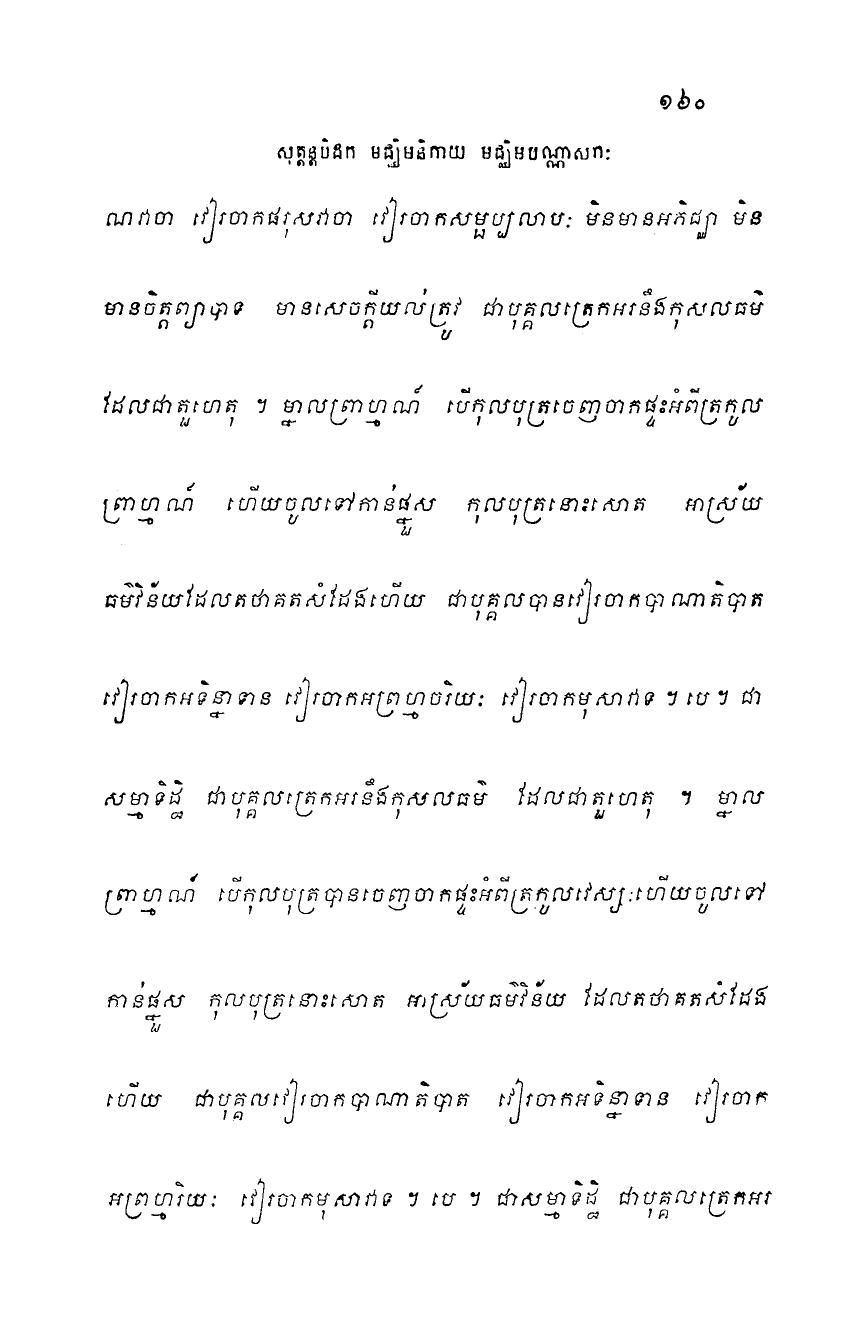 ១៦០
សុត្តន្តបិដក មជ្ឈិមនិកាយ មជ្ឈិមបណ្ណាសកៈ
ណវាចា វៀរចាកផរុសវាចា វៀរចាកសម្ផប្បលាបៈ មិនមានអភិជ្ឈា មិន
មានចិត្តព្យាបាទ មានសេចក្តីយល់ត្រូវ ជាបុគ្គលត្រេកអរនឹងកុសលធម៌
ដែលជាតួហេតុ ។ ម្នាលព្រាហ្មណ៍ បើកុលបុត្រចេញចាកផ្ទះអំពីត្រកូល
ព្រាហ្មណ៍ ហើយចូលទៅកាន់ផ្នួស កុលបុត្រនោះសោត អាស្រ័យ
ធម៌វិន័យដែលតថាគតសំដែងហើយ ជាបុគ្គលបានវៀរចាកបាណាតិបាត
វៀរចាកអទិន្នាទាន វៀរចាកអព្រហ្មចរិយៈ វៀរចាកមុសាវាទ ។ បេ ។ ជា
សម្មាទិដ្ឋិ ជាបុគ្គលត្រេកអរនឹងកុសលធម៌ ដែលជាតួហេតុ ។ ម្នាល
ព្រាហ្មណ៍ បើកុលបុត្របានចេញចាកផ្ទះអំពីត្រកូលវេស្សៈហើយចូលទៅ
កាន់ផ្នួស កុលបុត្រនោះសោត អាស្រ័យធម៌វិន័យ ដែលតថាគតសំដែង
ហើយ ជាបុគ្គលវៀរចាកបាណាតិបាត វៀរចាកអទិន្នាទាន វៀរចាក
អព្រហ្មរិយៈ វៀរចាកមុសាវាទ ។ បេ ។ ជាសម្មាទិដ្ឋិ ជាបុគ្គលត្រេកអរ